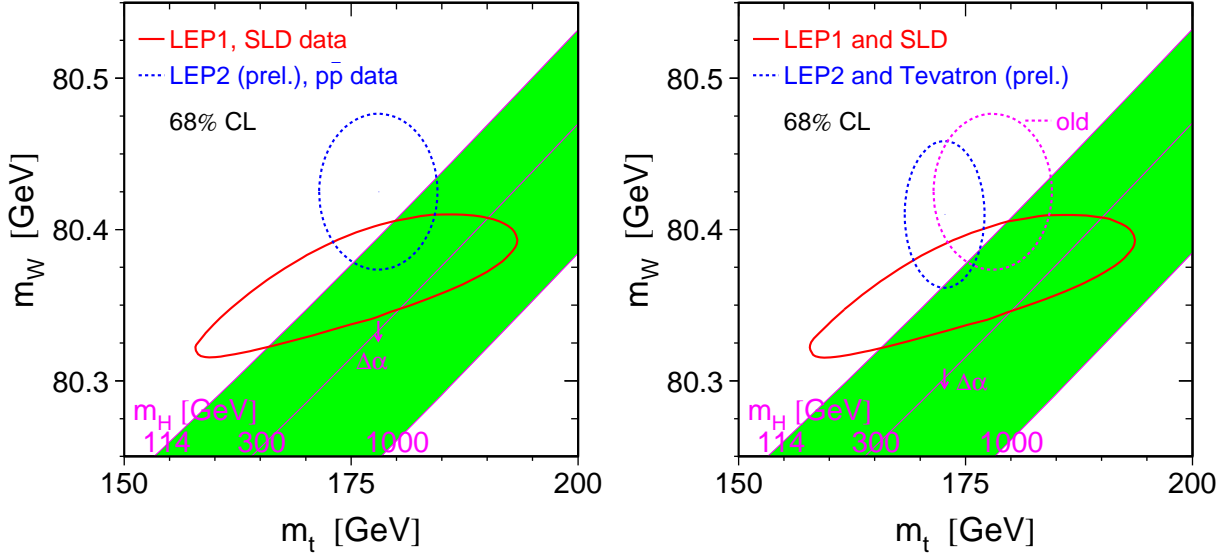 LEP1, SLD data
LEP2 (prel.), pp̄ data
68% CL
80.5
80.4
80.3
m_W [GeV]
Δα
m_H [GeV]
114 300 1000
150 175 200
m_t [GeV]
LEP1 and SLD
LEP2 and Tevatron (prel.)
68% CL
old
80.5
80.4
80.3
m_W [GeV]
Δα
m_H [GeV]
114 300 1000
150 175 200
m_t [GeV]